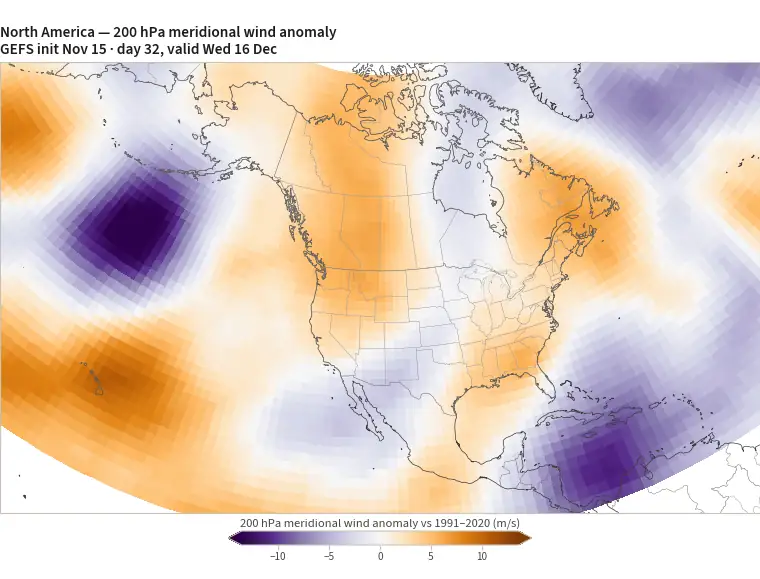 North America — 200 hPa meridional wind anomaly
GEFS init Nov 15 · day 32, valid Wed 16 Dec
200 hPa meridional wind anomaly vs 1991–2020 (m/s)
−10 −5 0 5 10